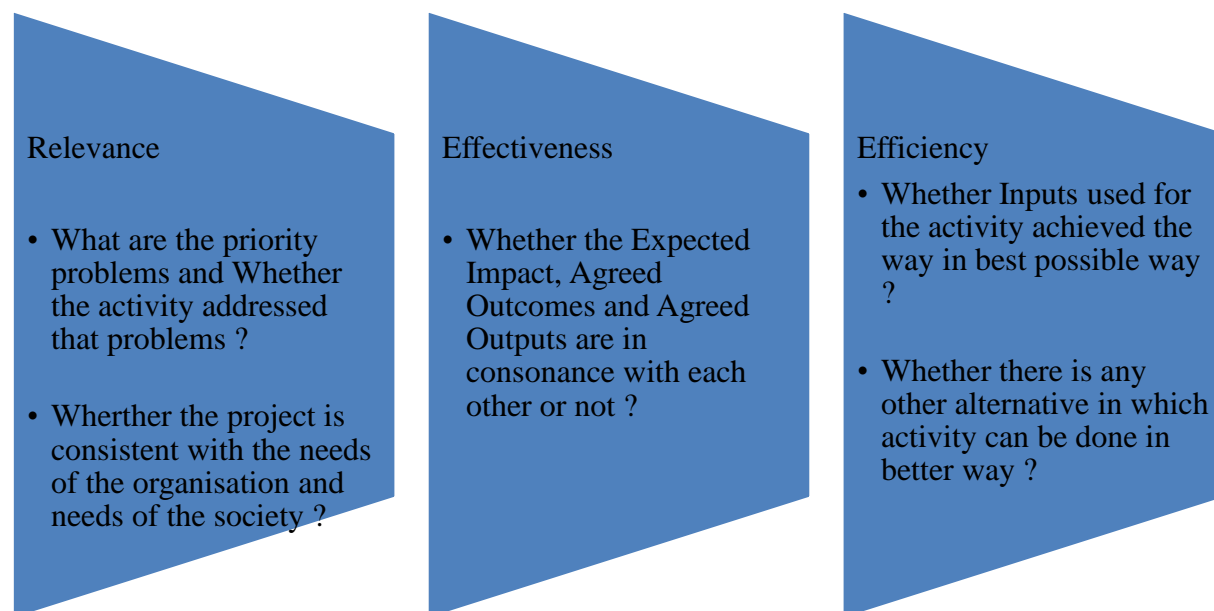 Relevance
• What are the priority
problems and Whether
the activity addressed
that problems ?
• Wherther the project is
consistent with the needs
of the organisation and
needs of the society ?
Effectiveness
• Whether the Expected
Impact, Agreed
Outcomes and Agreed
Outputs are in
consonance with each
other or not ?
Efficiency
• Whether Inputs used for
the activity achieved the
way in best possible way
?
• Whether there is any
other alternative in which
activity can be done in
better way ?